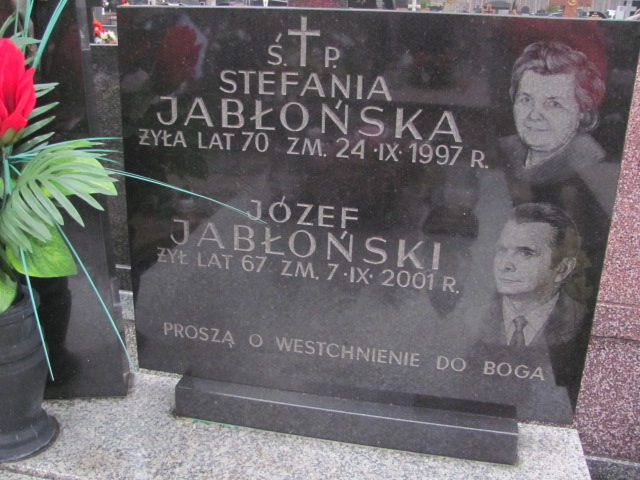 Ś. P.
STEFANIA
JABŁOŃSKA
ŻYŁA LAT 70 ZM. 24·IX·1997 R.
JÓZEF
JABŁOŃSKI
ŻYŁ LAT 67 ZM. 7·IX·2001 R.
PROSZĄ O WESTCHNIENIE DO BOGA